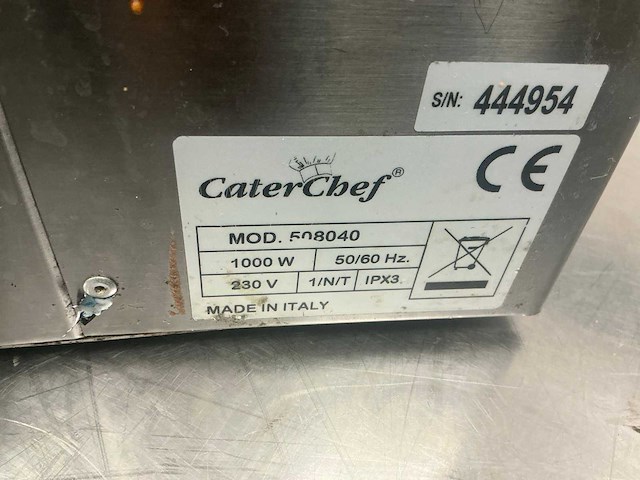 S/N: 444954
CaterChef®
CE
MOD. 508040
1000 W 50/60 Hz.
230 V 1/N/T IPX3
MADE IN ITALY